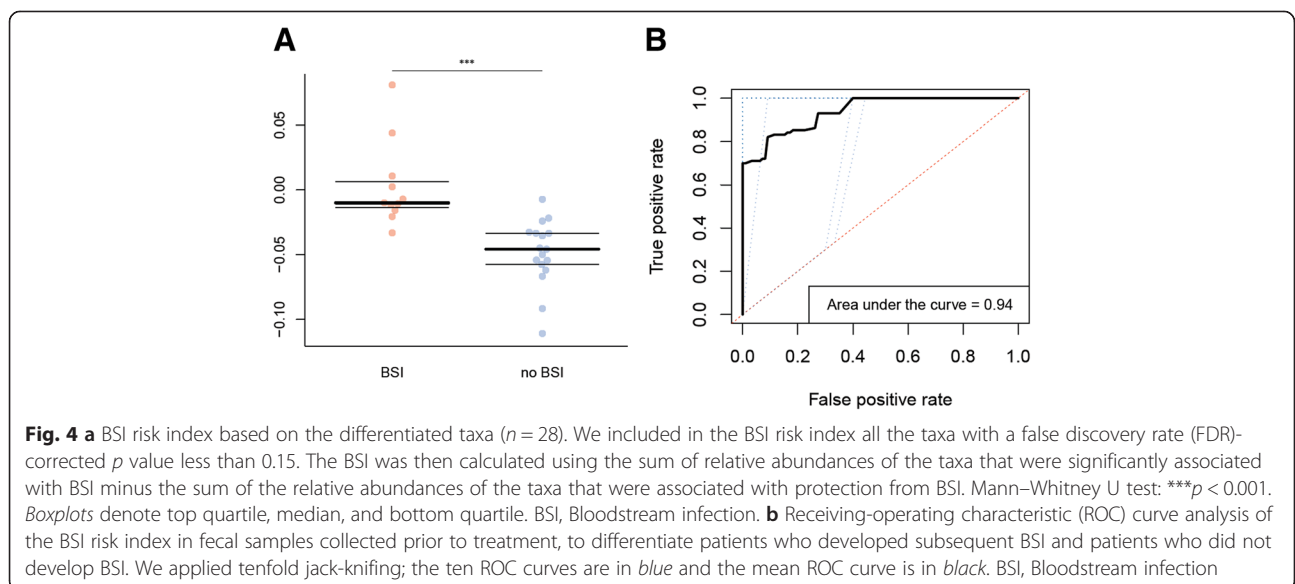 A
B
***
0.05
0.00
−0.05
−0.10
BSI
no BSI
True positive rate
1.0
0.8
0.6
0.4
0.2
0.0
Area under the curve = 0.94
0.0 0.2 0.4 0.6 0.8 1.0
False positive rate
Fig. 4 a BSI risk index based on the differentiated taxa (n = 28). We included in the BSI risk index all the taxa with a false discovery rate (FDR)-
corrected p value less than 0.15. The BSI was then calculated using the sum of relative abundances of the taxa that were significantly associated
with BSI minus the sum of the relative abundances of the taxa that were associated with protection from BSI. Mann–Whitney U test: ***p < 0.001.
Boxplots denote top quartile, median, and bottom quartile. BSI, Bloodstream infection. b Receiving-operating characteristic (ROC) curve analysis of
the BSI risk index in fecal samples collected prior to treatment, to differentiate patients who developed subsequent BSI and patients who did not
develop BSI. We applied tenfold jack-knifing; the ten ROC curves are in blue and the mean ROC curve is in black. BSI, Bloodstream infection